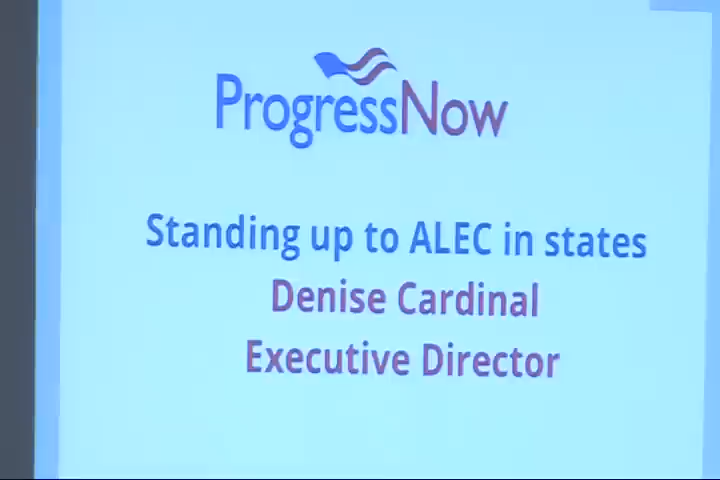 ProgressNow
Standing up to ALEC in states
Denise Cardinal
Executive Director